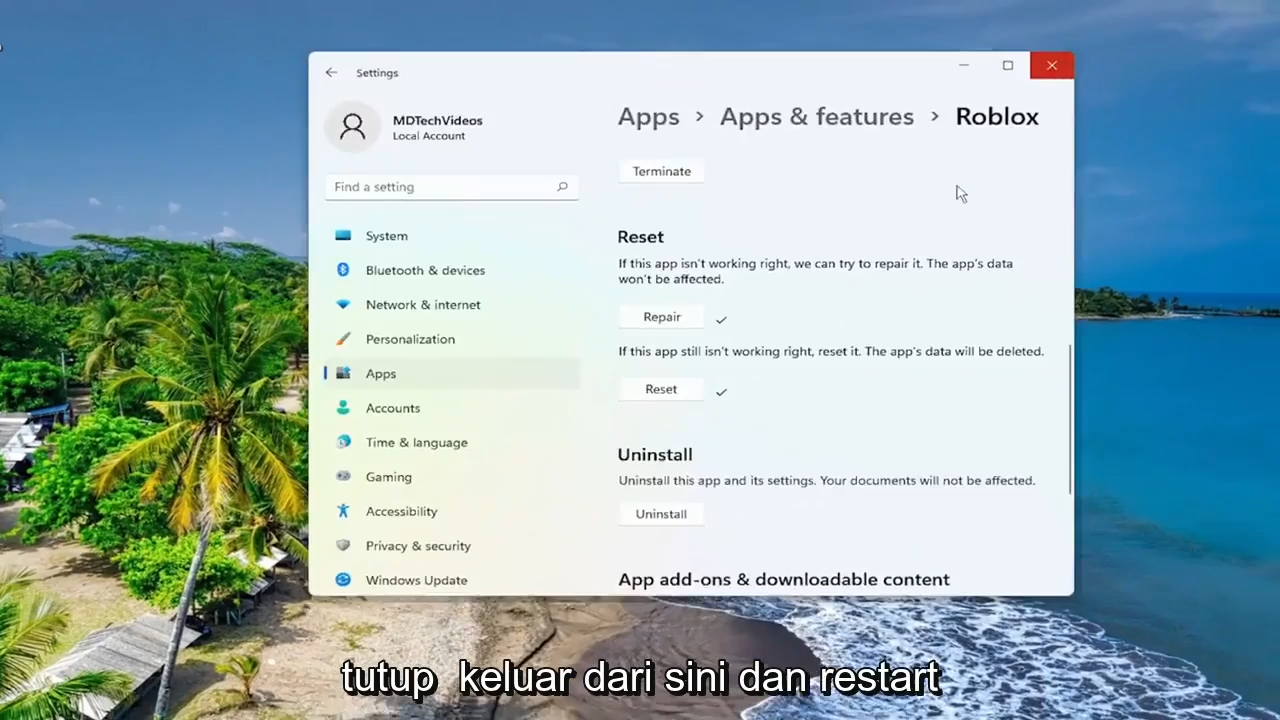 Settings
MDTechVideos
Local Account
Find a setting
System
Bluetooth & devices
Network & internet
Personalization
Apps
Accounts
Time & language
Gaming
Accessibility
Privacy & security
Windows Update
Apps > Apps & features > Roblox
Terminate
Reset
If this app isn't working right, we can try to repair it. The app's data
won't be affected.
Repair
If this app still isn't working right, reset it. The app's data will be deleted.
Reset
Uninstall
Uninstall this app and its settings. Your documents will not be affected.
Uninstall
App add-ons & downloadable content
tutup keluar dari sini dan restart